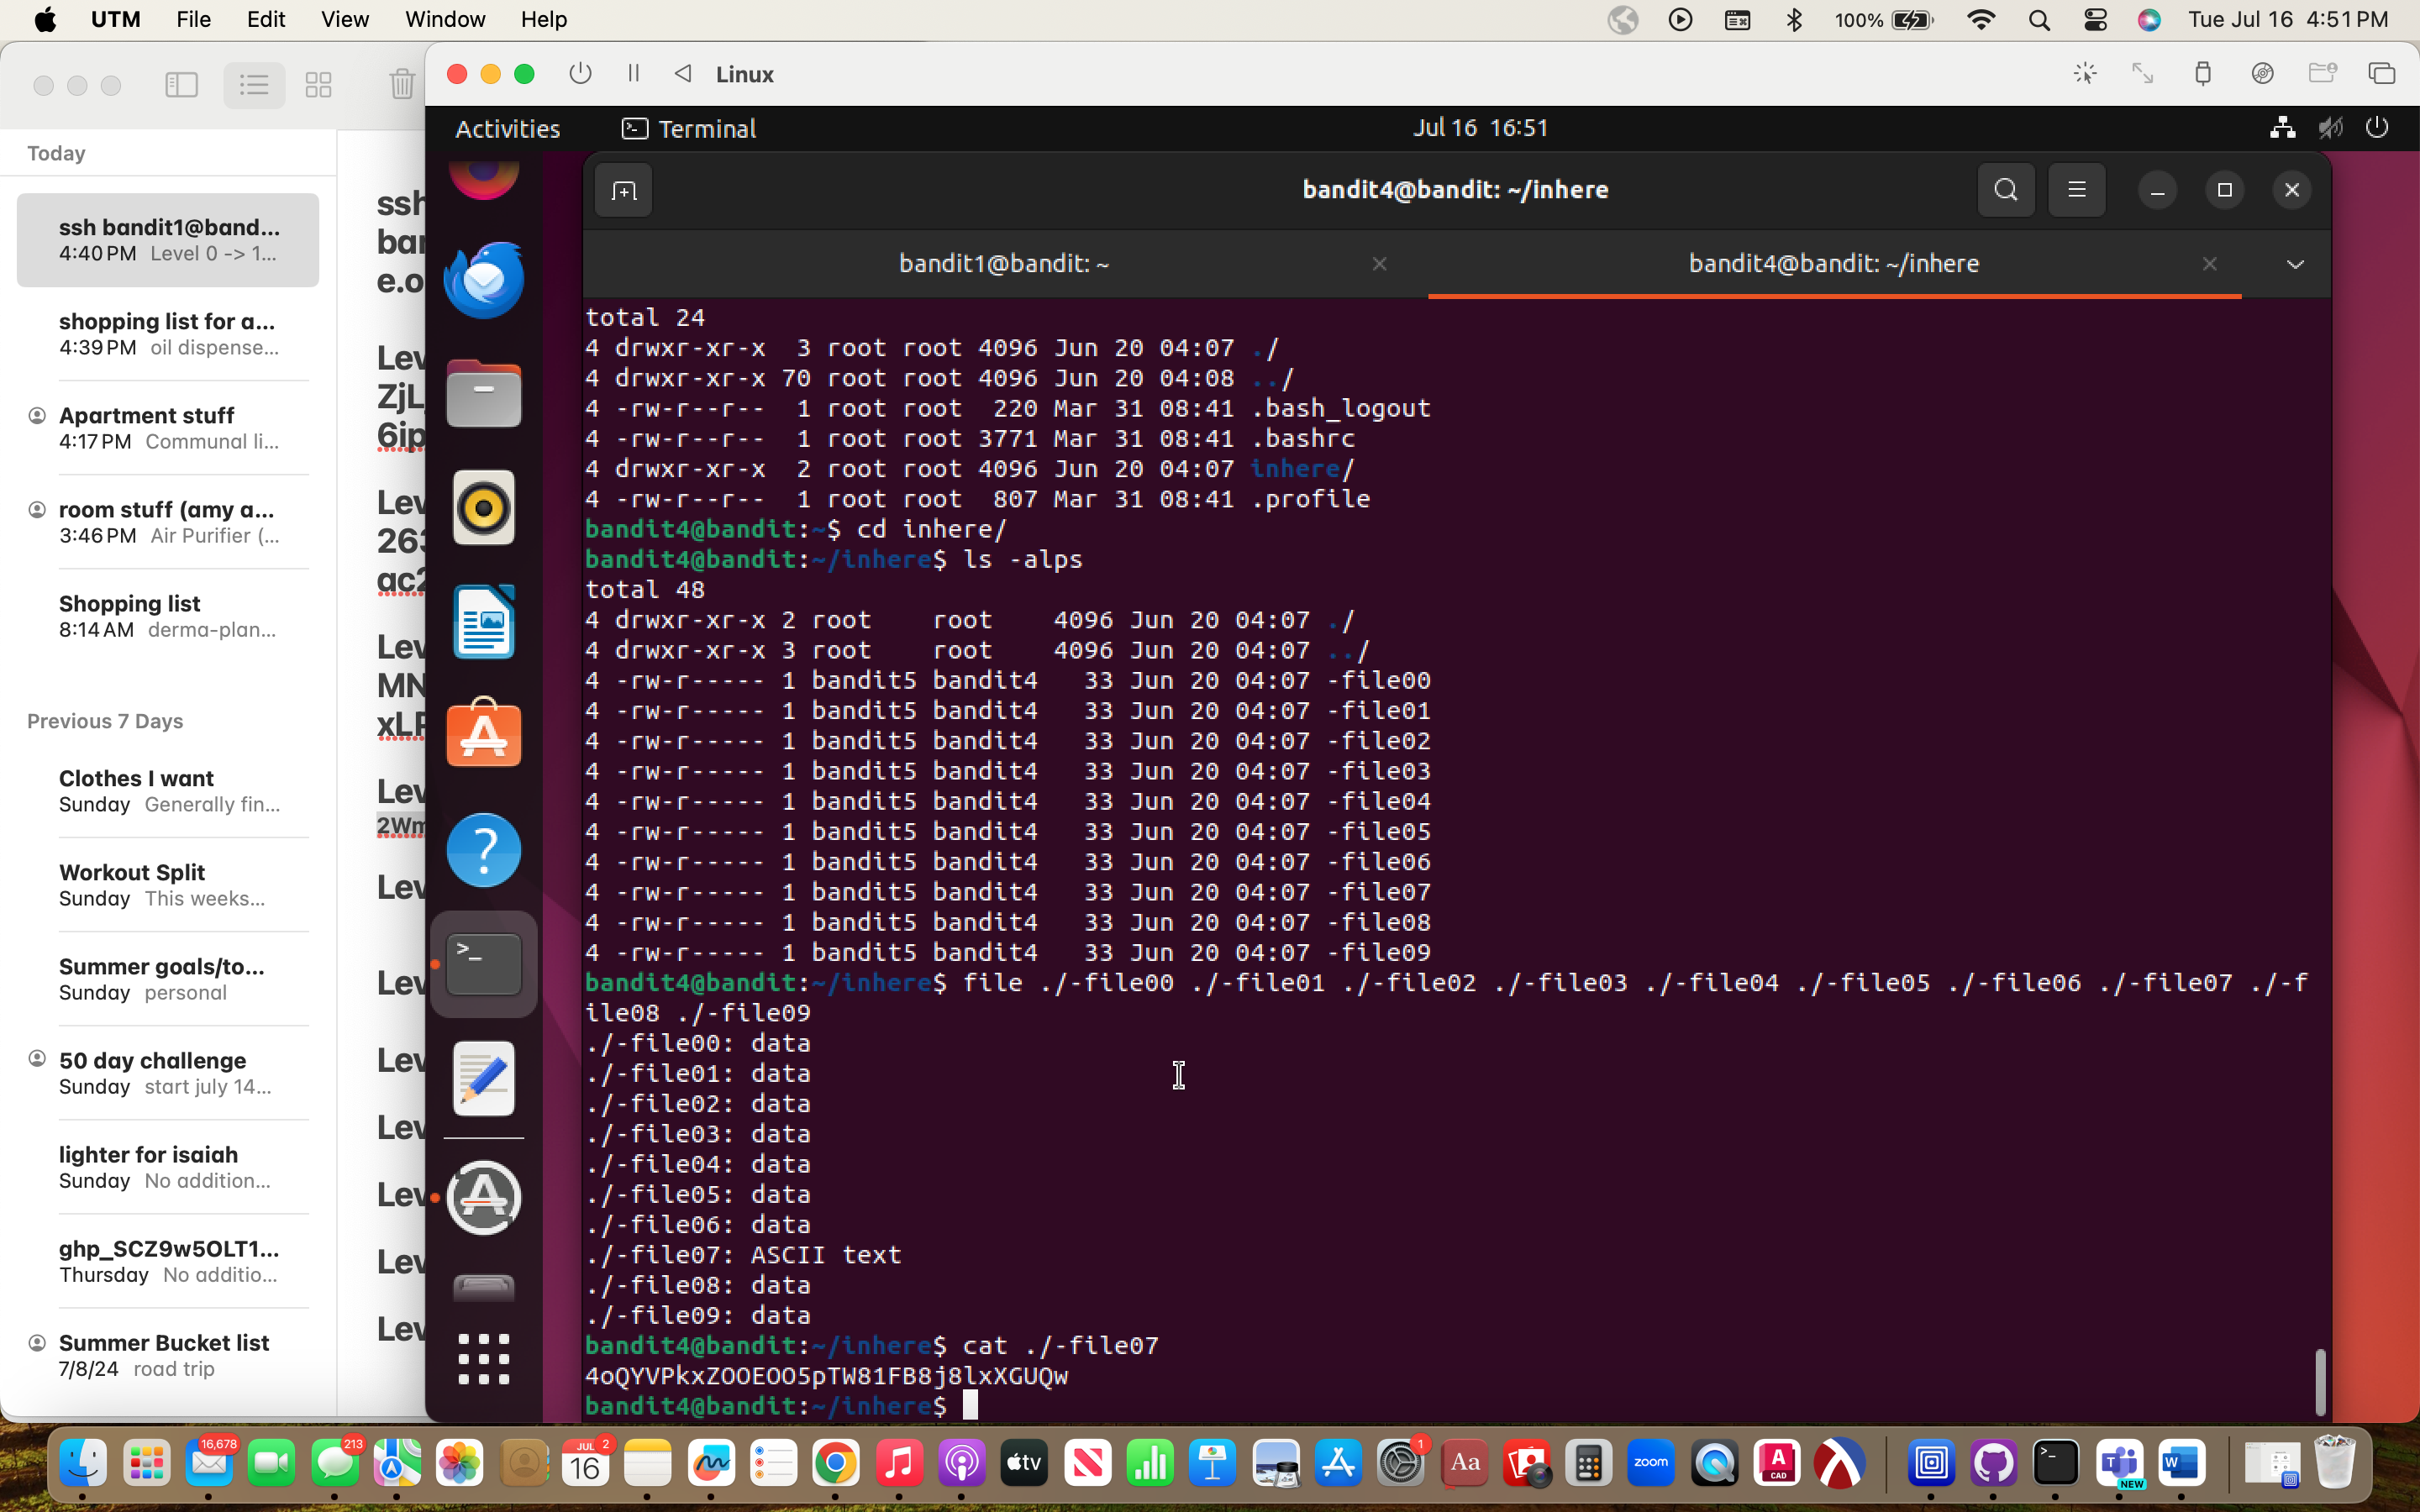 UTM File Edit View Window Help
100% Tue Jul 16 4:51 PM
Linux
Today
ssh bandit1@band...
4:40 PM Level 0 -> 1...
shopping list for a...
4:39 PM oil dispense...
Apartment stuff
4:17 PM Communal li...
room stuff (amy a...
3:46 PM Air Purifier (...
Shopping list
8:14 AM derma-plan...
Previous 7 Days
Clothes I want
Sunday Generally fin...
Workout Split
Sunday This weeks...
Summer goals/to...
Sunday personal
50 day challenge
Sunday start july 14...
lighter for isaiah
Sunday No addition...
ghp_SCZ9w5OLT1...
Thursday No additio...
Summer Bucket list
7/8/24 road trip
ssh
ban
e.o
Lev
ZjL
6ip
Lev
263
ac2
Lev
MN
xLF
Lev
2Wm
Lev
Lev
Lev
Lev
Lev
Lev
Lev
Activities Terminal Jul 16 16:51
bandit4@bandit: ~/inhere
bandit1@bandit: ~ bandit4@bandit: ~/inhere
total 24
4 drwxr-xr-x  3 root root 4096 Jun 20 04:07 ./
4 drwxr-xr-x 70 root root 4096 Jun 20 04:08 ../
4 -rw-r--r--  1 root root  220 Mar 31 08:41 .bash_logout
4 -rw-r--r--  1 root root 3771 Mar 31 08:41 .bashrc
4 drwxr-xr-x  2 root root 4096 Jun 20 04:07 inhere/
4 -rw-r--r--  1 root root  807 Mar 31 08:41 .profile
bandit4@bandit:~$ cd inhere/
bandit4@bandit:~/inhere$ ls -alps
total 48
4 drwxr-xr-x 2 root    root    4096 Jun 20 04:07 ./
4 drwxr-xr-x 3 root    root    4096 Jun 20 04:07 ../
4 -rw-r----- 1 bandit5 bandit4   33 Jun 20 04:07 -file00
4 -rw-r----- 1 bandit5 bandit4   33 Jun 20 04:07 -file01
4 -rw-r----- 1 bandit5 bandit4   33 Jun 20 04:07 -file02
4 -rw-r----- 1 bandit5 bandit4   33 Jun 20 04:07 -file03
4 -rw-r----- 1 bandit5 bandit4   33 Jun 20 04:07 -file04
4 -rw-r----- 1 bandit5 bandit4   33 Jun 20 04:07 -file05
4 -rw-r----- 1 bandit5 bandit4   33 Jun 20 04:07 -file06
4 -rw-r----- 1 bandit5 bandit4   33 Jun 20 04:07 -file07
4 -rw-r----- 1 bandit5 bandit4   33 Jun 20 04:07 -file08
4 -rw-r----- 1 bandit5 bandit4   33 Jun 20 04:07 -file09
bandit4@bandit:~/inhere$ file ./-file00 ./-file01 ./-file02 ./-file03 ./-file04 ./-file05 ./-file06 ./-file07 ./-f
ile08 ./-file09
./-file00: data
./-file01: data
./-file02: data
./-file03: data
./-file04: data
./-file05: data
./-file06: data
./-file07: ASCII text
./-file08: data
./-file09: data
bandit4@bandit:~/inhere$ cat ./-file07
4oQYVPkxZOOEOO5pTW81FB8j8lxXGUQw
bandit4@bandit:~/inhere$
16,678 213 JUL 16 2 tv 1 Aa zoom A CAD NEW W